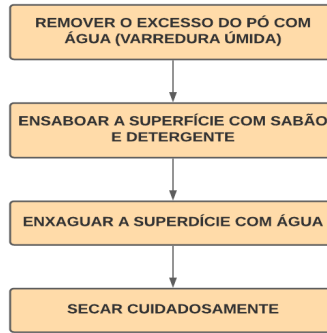 REMOVER O EXCESSO DO PÓ COM
ÁGUA (VARREDURA ÚMIDA)
ENSABOAR A SUPERFÍCIE COM SABÃO
E DETERGENTE
ENXAGUAR A SUPERDÍCIE COM ÁGUA
SECAR CUIDADOSAMENTE